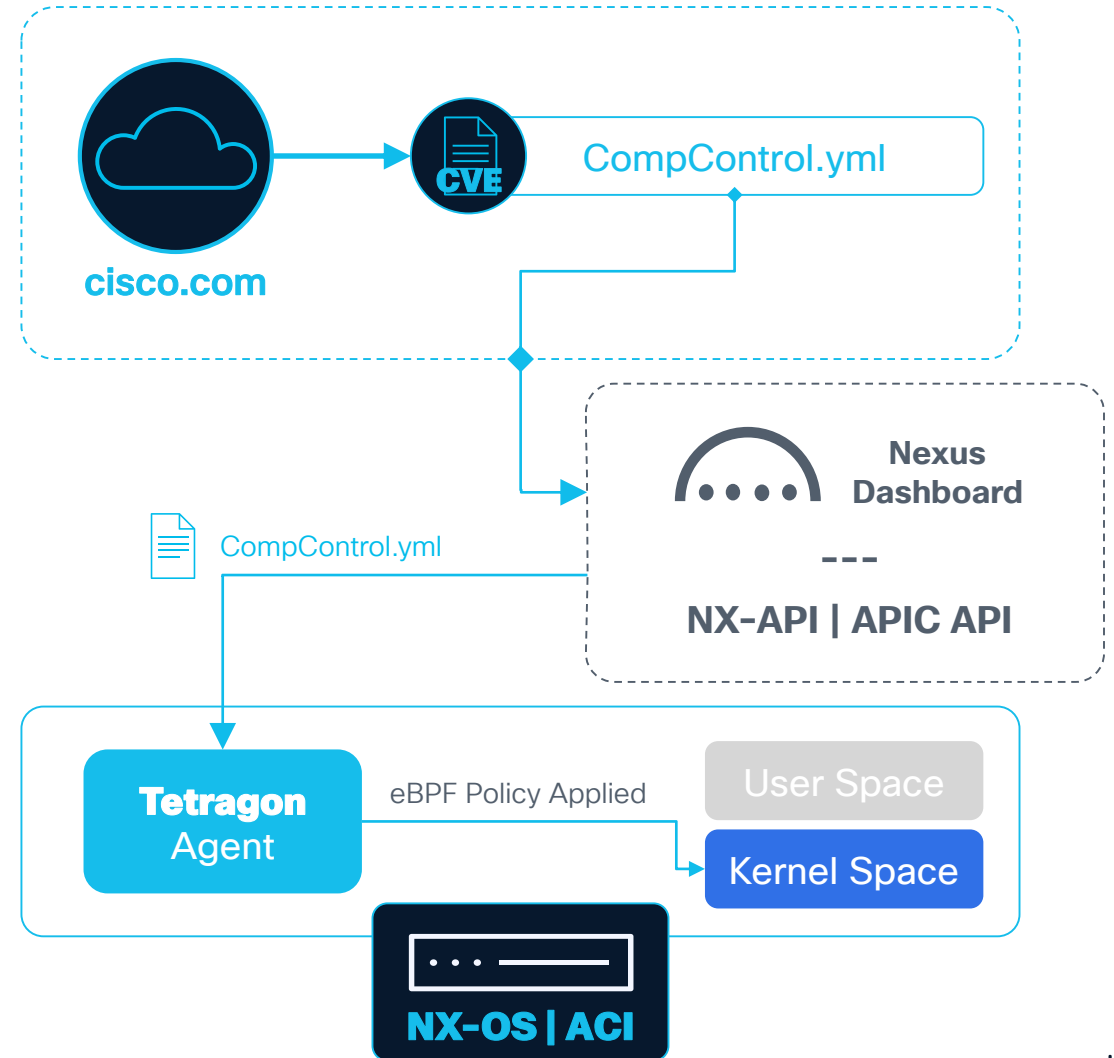 CVE
CompControl.yml
cisco.com
Nexus
Dashboard
---
NX-API | APIC API
CompControl.yml
Tetragon
Agent
eBPF Policy Applied
User Space
Kernel Space
NX-OS | ACI